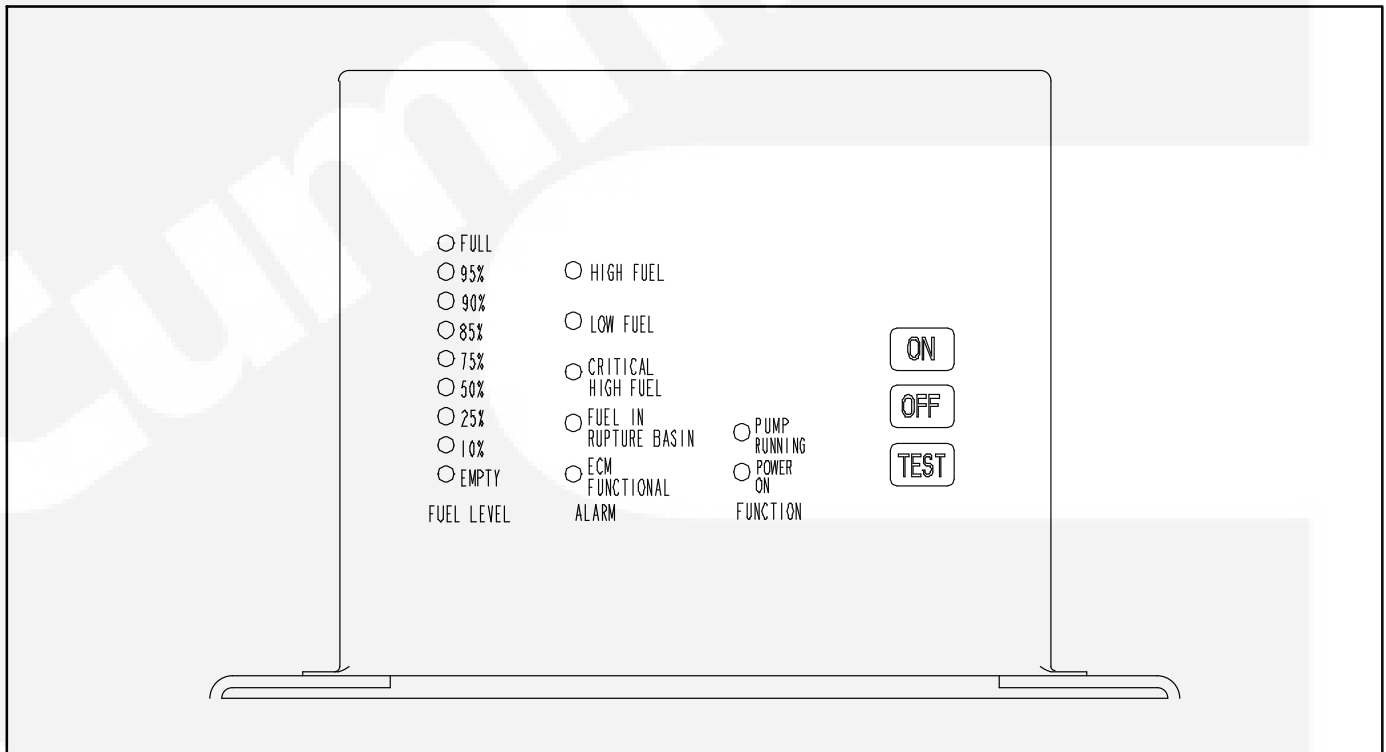 FULL
95%
90%
85%
75%
50%
25%
10%
EMPTY
FUEL LEVEL
HIGH FUEL
LOW FUEL
CRITICAL
HIGH FUEL
FUEL IN
RUPTURE BASIN
ECM
FUNCTIONAL
ALARM
PUMP
RUNNING
POWER
ON
FUNCTION
ON
OFF
TEST